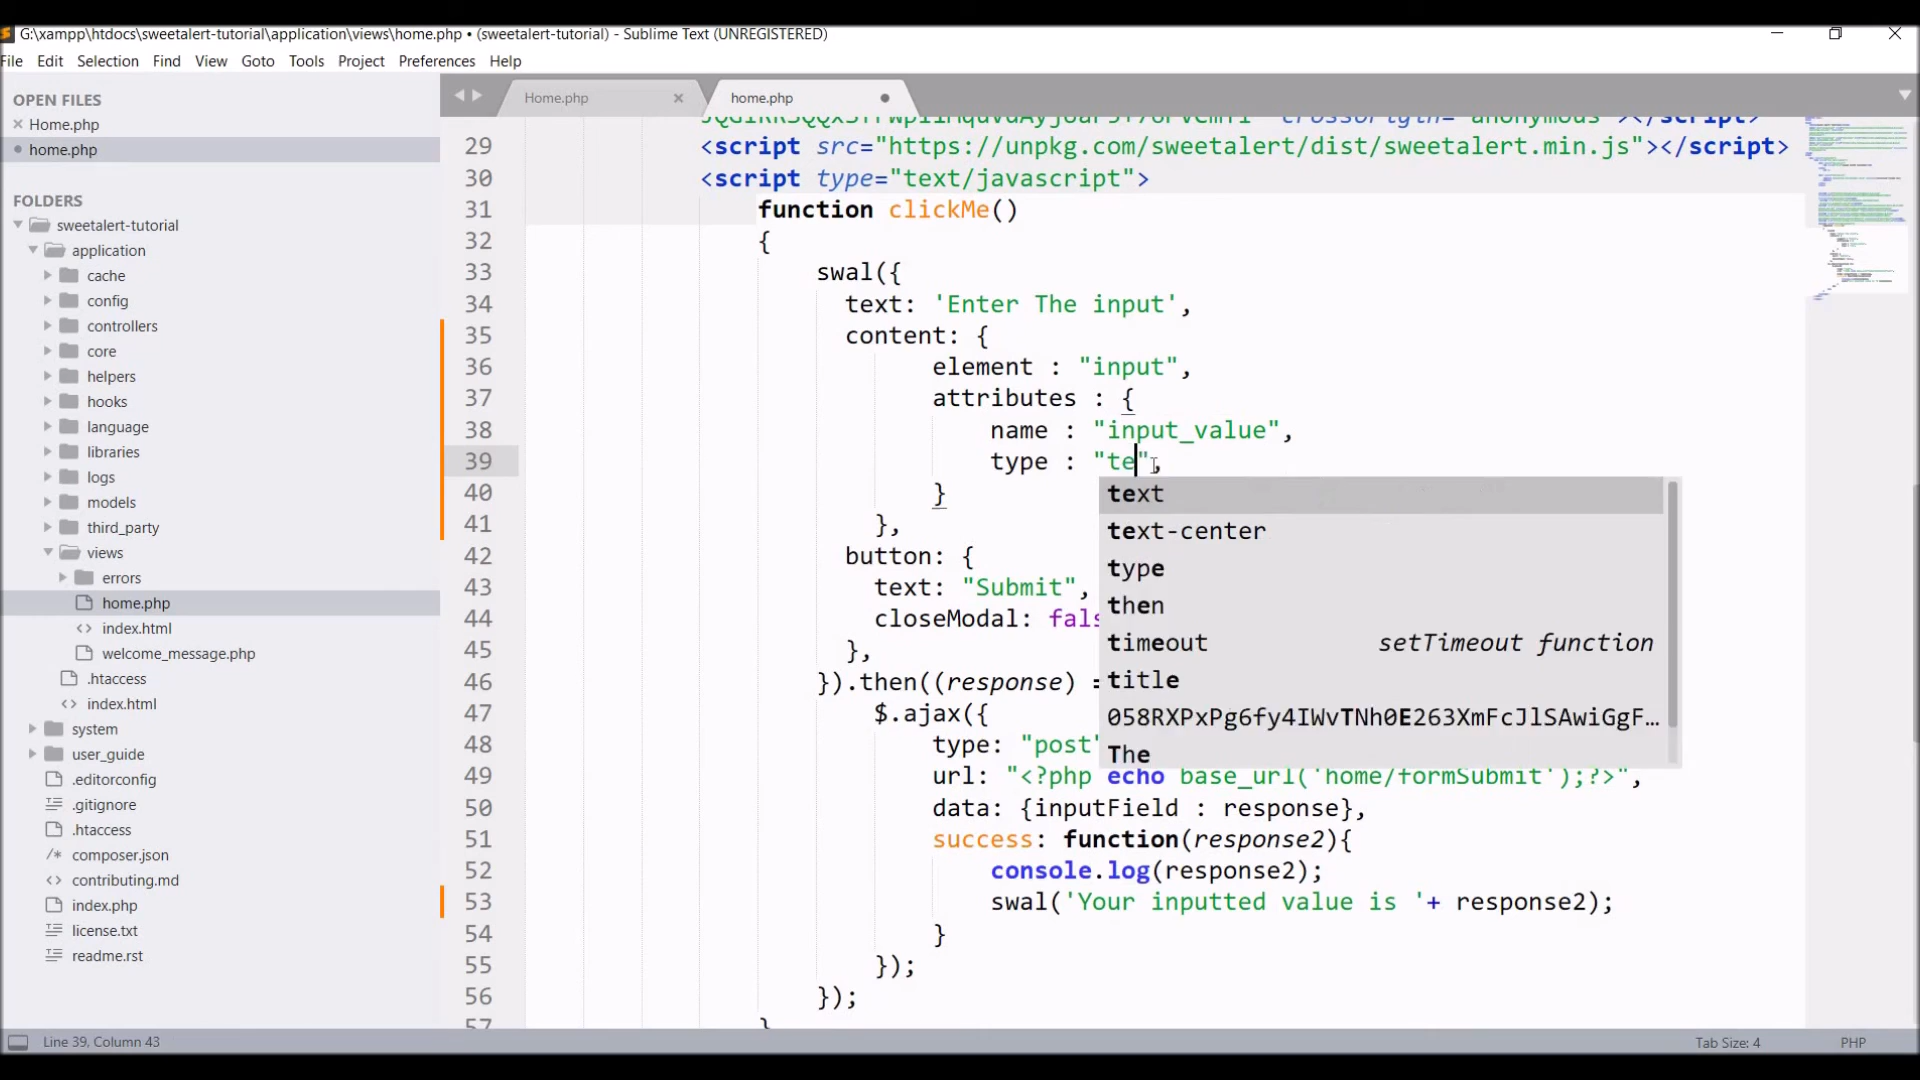 G:\xampp\htdocs\sweetalert-tutorial\application\views\home.php • (sweetalert-tutorial) - Sublime Text (UNREGISTERED)
File Edit Selection Find View Goto Tools Project Preferences Help
OPEN FILES
Home.php
home.php
FOLDERS
sweetalert-tutorial
application
cache
config
controllers
core
helpers
hooks
language
libraries
logs
models
third_party
views
errors
home.php
index.html
welcome_message.php
.htaccess
index.html
system
user_guide
.editorconfig
.gitignore
.htaccess
composer.json
contributing.md
index.php
license.txt
readme.rst
Home.php
home.php
29 <script src="https://unpkg.com/sweetalert/dist/sweetalert.min.js"></script>
30 <script type="text/javascript">
31 function clickMe()
32 {
33 swal({
34 text: 'Enter The input',
35 content: {
36 element : "input",
37 attributes : {
38 name : "input_value",
39 type : "te",
40 }
41 },
42 button: {
43 text: "Submit",
44 closeModal: fals
45 },
46 }).then((response) =
47 $.ajax({
48 type: "post"
49 url: "<?php echo base_url('home/formSubmit');?>",
50 data: {inputField : response},
51 success: function(response2){
52 console.log(response2);
53 swal('Your inputted value is '+ response2);
54 }
55 });
56 });
57 }
text
text-center
type
then
timeout setTimeout function
title
058RXPxPg6fy4IWvTNh0E263XmFcJlSAwiGgF…
The
Line 39, Column 43
Tab Size: 4
PHP